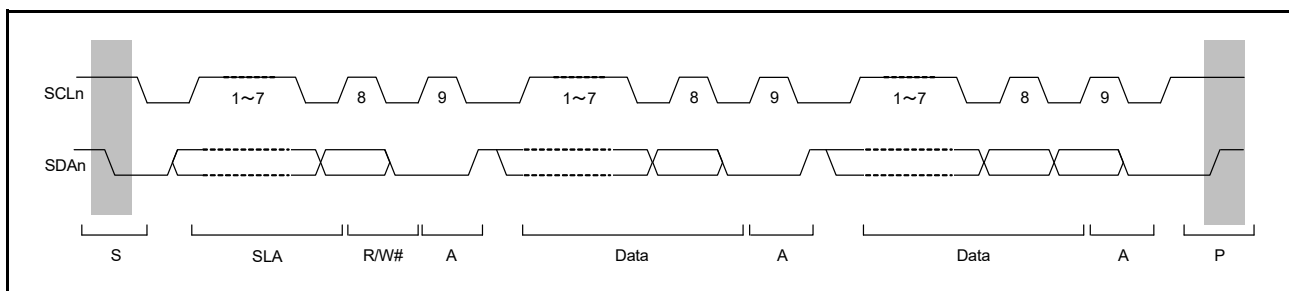 SCLn
1～7 8 9 1～7 8 9 1～7 8 9
SDAn
S SLA R/W# A Data A Data A P